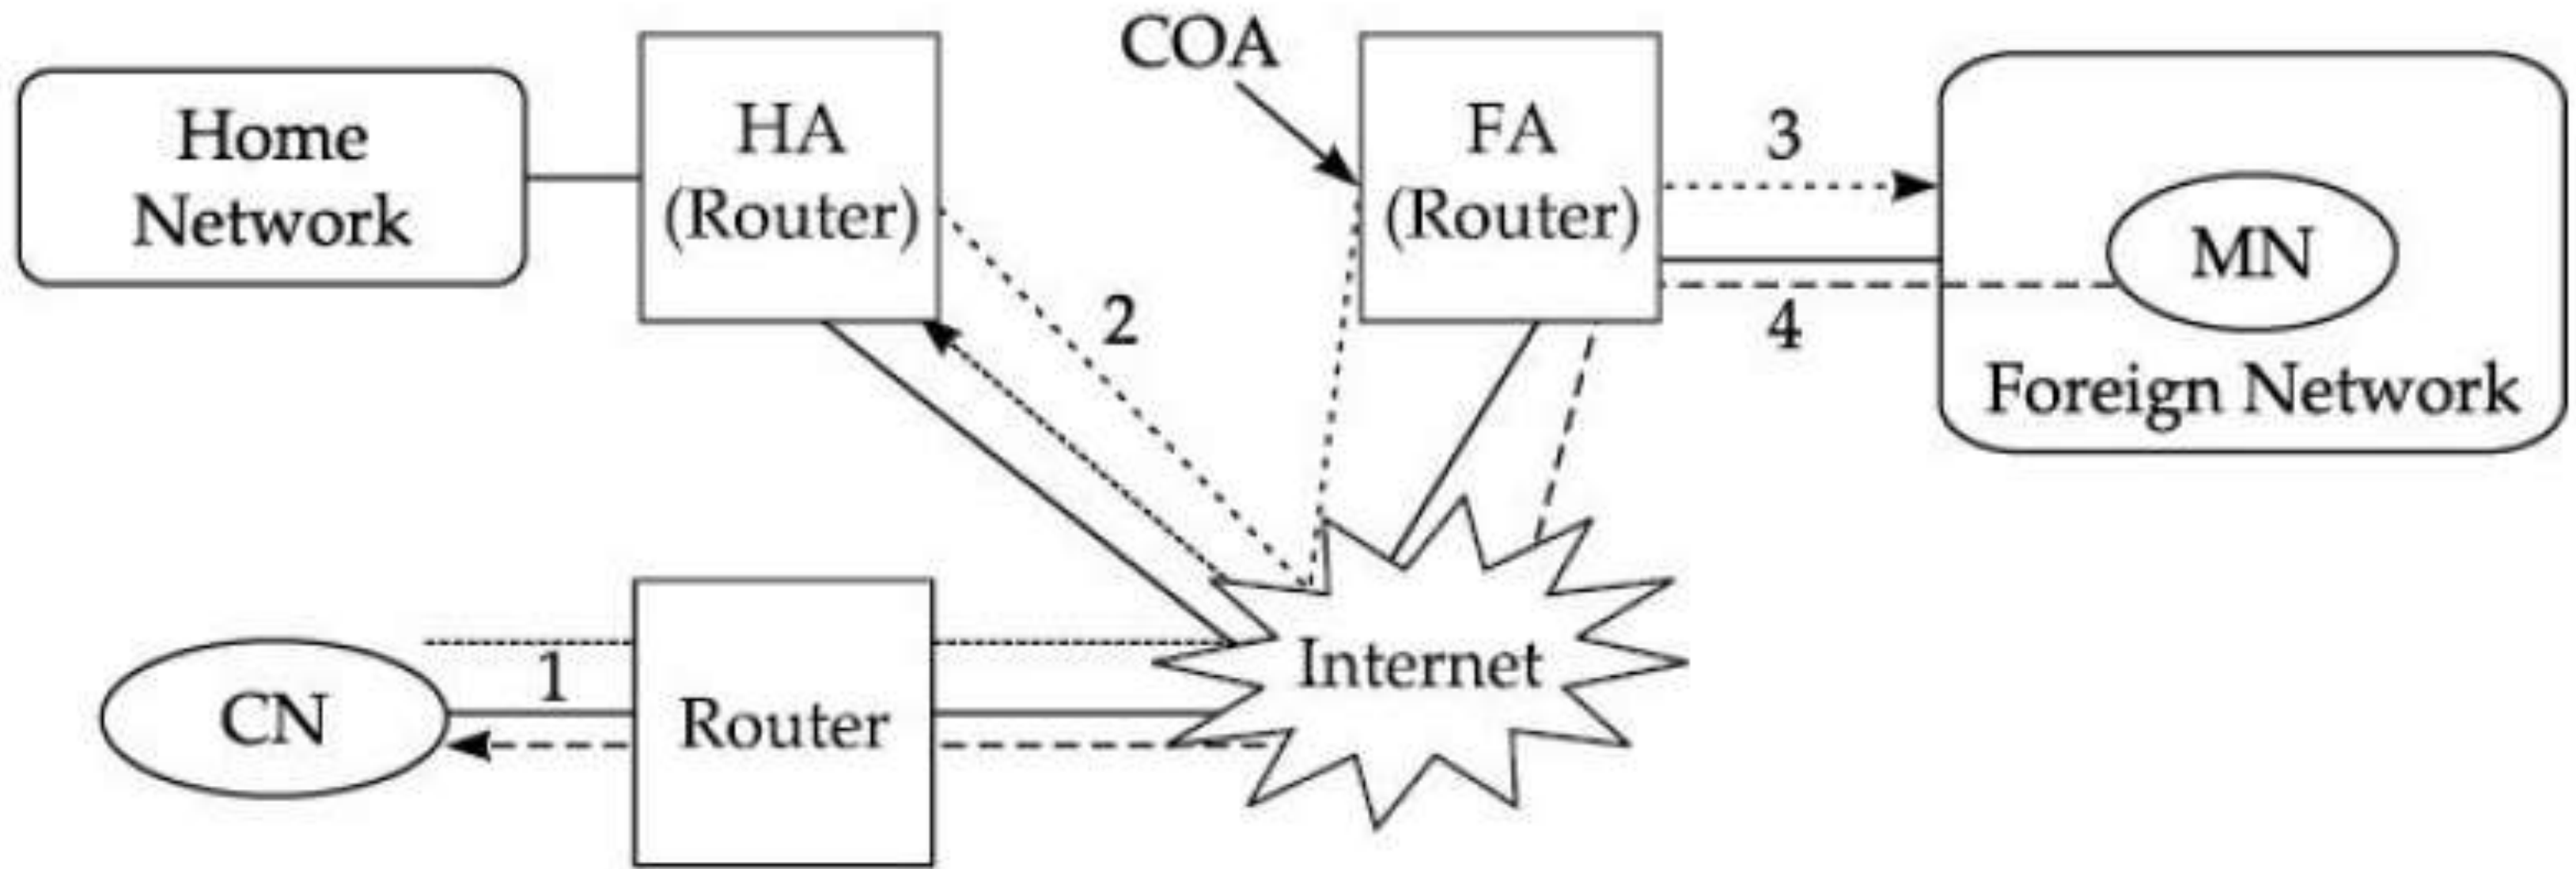 COA
Home
Network
HA
(Router)
FA
(Router)
3
MN
Foreign Network
2
4
CN
1
Router
Internet